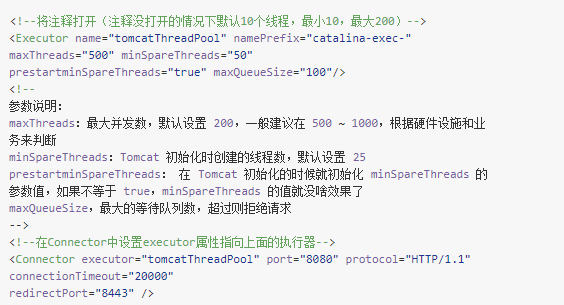 <!--将注释打开（注释没打开的情况下默认10个线程，最小10，最大200）-->
<Executor name="tomcatThreadPool" namePrefix="catalina-exec-"
maxThreads="500" minSpareThreads="50"
prestartminSpareThreads="true" maxQueueSize="100"/>
<!--
参数说明：
maxThreads：最大并发数，默认设置 200，一般建议在 500 ~ 1000，根据硬件设施和业
务来判断
minSpareThreads：Tomcat 初始化时创建的线程数，默认设置 25
prestartminSpareThreads： 在 Tomcat 初始化的时候就初始化 minSpareThreads 的
参数值，如果不等于 true，minSpareThreads 的值就没啥效果了
maxQueueSize，最大的等待队列数，超过则拒绝请求
-->
<!--在Connector中设置executor属性指向上面的执行器-->
<Connector executor="tomcatThreadPool" port="8080" protocol="HTTP/1.1"
connectionTimeout="20000"
redirectPort="8443" />